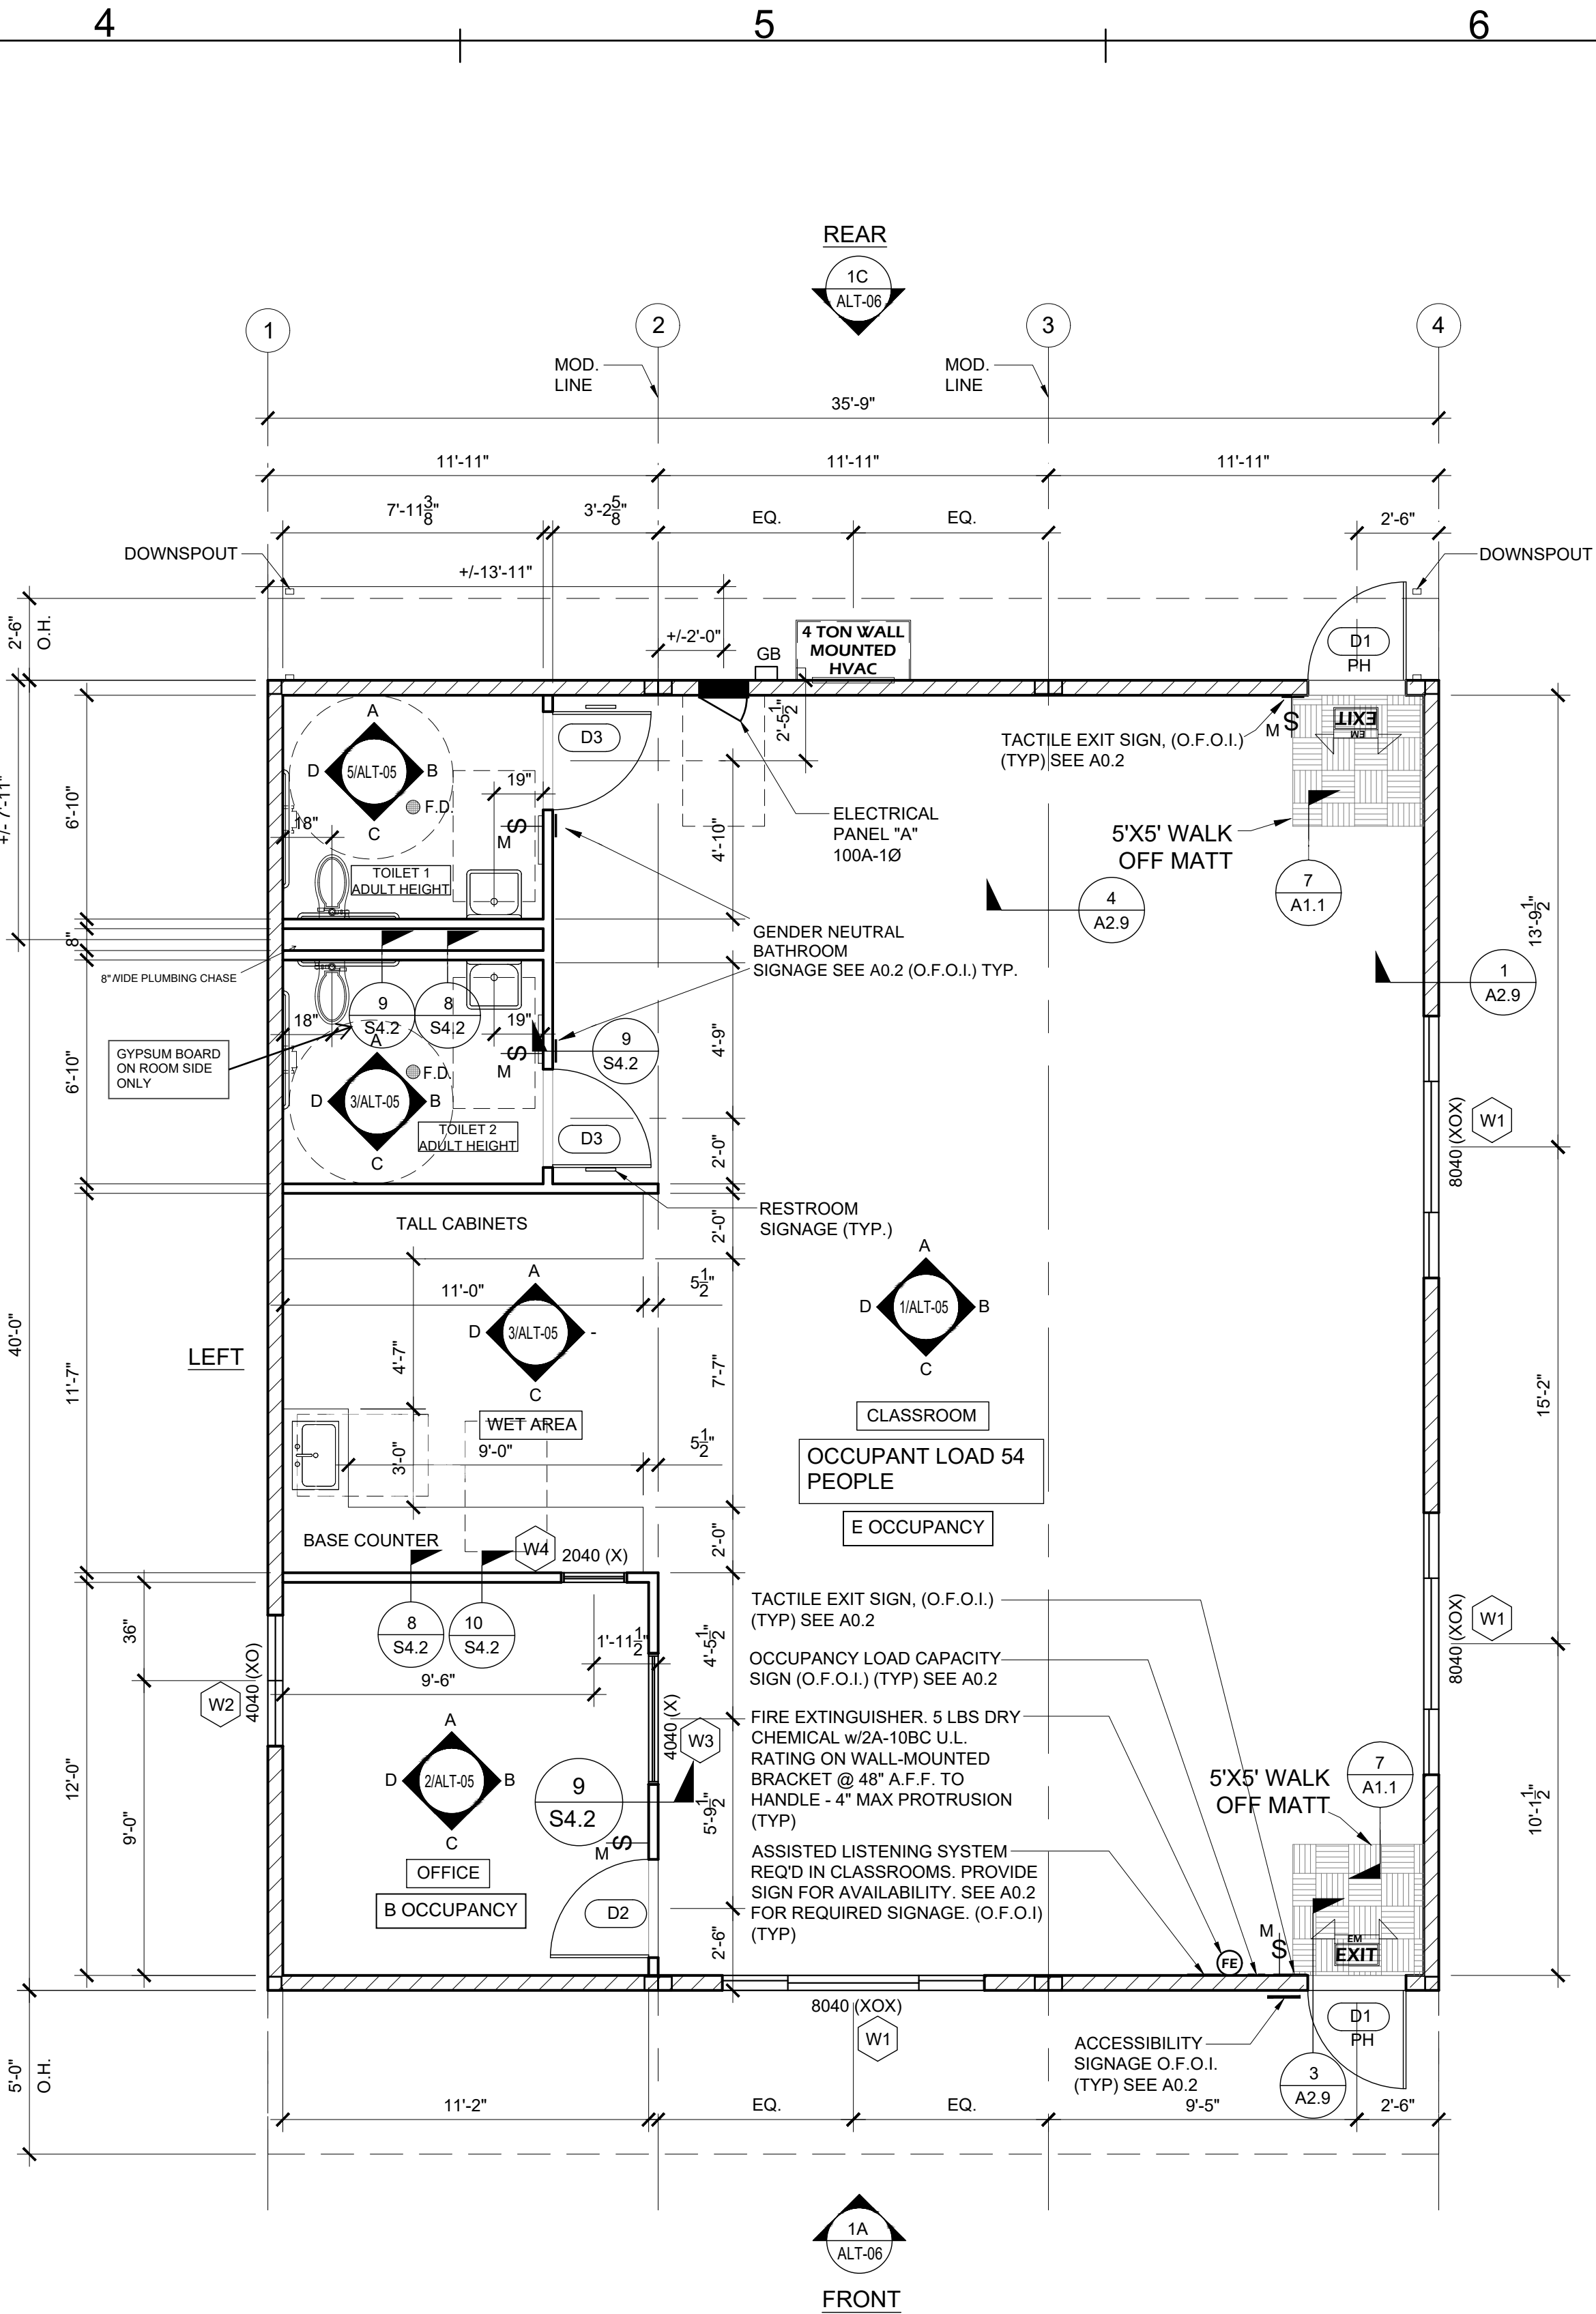 4
5
6
REAR
1C
ALT-06
1
2
3
4
MOD.
LINE
MOD.
LINE
35'-9"
11'-11"
11'-11"
11'-11"
7'-11 3/8"
3'-2 5/8"
EQ.
EQ.
2'-6"
DOWNSPOUT
DOWNSPOUT
+/-13'-11"
2'-6"
O.H.
+/-2'-0"
GB
4 TON WALL
MOUNTED
HVAC
D1
PH
2'-5 1/2"
A
D
5/ALT-05
B
C
F.D.
18"
19"
D3
M S
TOILET 1
ADULT HEIGHT
+/- 7'-11"
6'-10"
8"
8" WIDE PLUMBING CHASE
TACTILE EXIT SIGN, (O.F.O.I.)
(TYP) SEE A0.2
M S
EXIT
EM
ELECTRICAL
PANEL "A"
100A-1Ø
4'-10"
5'X5' WALK
OFF MATT
7
A1.1
4
A2.9
13'-9 1/2"
GENDER NEUTRAL
BATHROOM
SIGNAGE SEE A0.2 (O.F.O.I.) TYP.
1
A2.9
9
S4.2
8
S4.2
18"
19"
9
S4.2
4'-9"
GYPSUM BOARD
ON ROOM SIDE
ONLY
6'-10"
A
D
3/ALT-05
B
C
F.D.
M S
TOILET 2
ADULT HEIGHT
D3
2'-0"
8040 (XOX)
W1
TALL CABINETS
RESTROOM
SIGNAGE (TYP.)
2'-0"
11'-0"
5 1/2"
A
D
3/ALT-05
-
C
A
D
1/ALT-05
B
C
40'-0"
LEFT
11'-7"
4'-7"
7'-7"
15'-2"
WET AREA
CLASSROOM
9'-0"
5 1/2"
3'-0"
OCCUPANT LOAD 54
PEOPLE
E OCCUPANCY
BASE COUNTER
W4
2040 (X)
2'-0"
8
S4.2
10
S4.2
1'-11 1/2"
4'-5 1/2"
36"
9'-6"
W2
4040 (XO)
TACTILE EXIT SIGN, (O.F.O.I.)
(TYP) SEE A0.2
OCCUPANCY LOAD CAPACITY
SIGN (O.F.O.I.) (TYP) SEE A0.2
8040 (XOX)
W1
FIRE EXTINGUISHER. 5 LBS DRY
CHEMICAL w/2A-10BC U.L.
RATING ON WALL-MOUNTED
BRACKET @ 48" A.F.F. TO
HANDLE - 4" MAX PROTRUSION
(TYP)
4040 (X)
W3
A
D
2/ALT-05
B
C
9
S4.2
M S
12'-0"
9'-0"
5'-9 1/2"
5'X5' WALK
OFF MATT
7
A1.1
10'-1 1/2"
OFFICE
B OCCUPANCY
D2
ASSISTED LISTENING SYSTEM
REQ'D IN CLASSROOMS. PROVIDE
SIGN FOR AVAILABILITY. SEE A0.2
FOR REQUIRED SIGNAGE. (O.F.O.I)
(TYP)
2'-6"
M S
FE
EM
EXIT
8040 (XOX)
W1
D1
PH
ACCESSIBILITY
SIGNAGE O.F.O.I.
(TYP) SEE A0.2
3
A2.9
5'-0"
O.H.
11'-2"
EQ.
EQ.
9'-5"
2'-6"
1A
ALT-06
FRONT